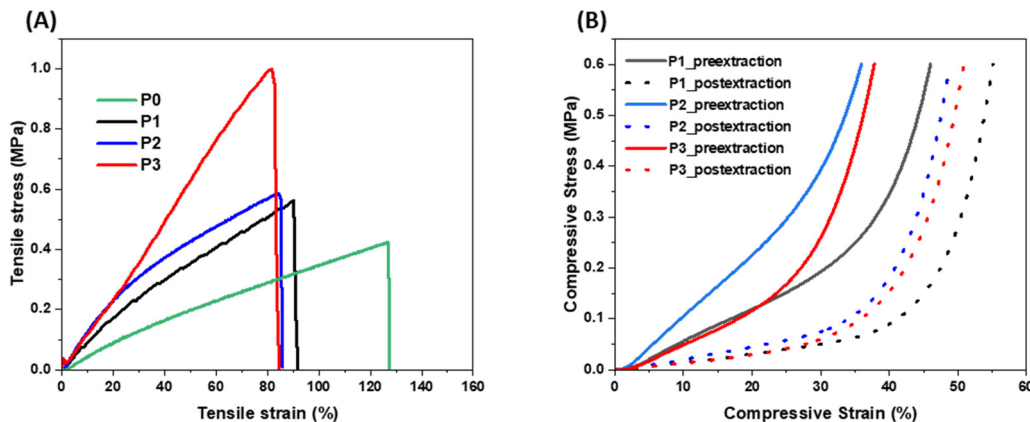 (A)
Tensile stress (MPa)
1.0
0.8
0.6
0.4
0.2
0.0
P0
P1
P2
P3
0 20 40 60 80 100 120 140 160
Tensile strain (%)
(B)
Compressive Stress (MPa)
0.6
0.5
0.4
0.3
0.2
0.1
0.0
P1_preextraction
P1_postextraction
P2_preextraction
P2_postextraction
P3_preextraction
P3_postextraction
0 10 20 30 40 50 60
Compressive Strain (%)